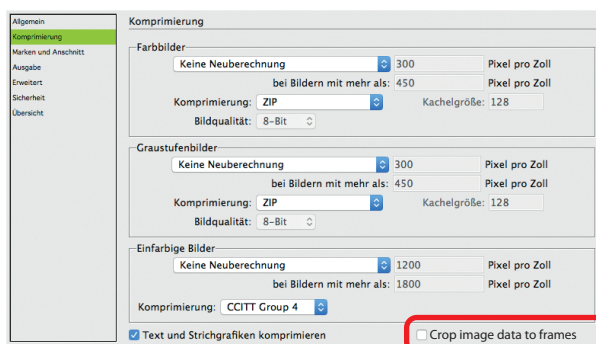 Allgemein
Komprimierung
Marken und Anschnitt
Ausgabe
Erweitert
Sicherheit
Übersicht
Komprimierung
Farbbilder
Keine Neuberechnung 300 Pixel pro Zoll
bei Bildern mit mehr als: 450 Pixel pro Zoll
Komprimierung: ZIP Kachelgröße: 128
Bildqualität: 8-Bit
Graustufenbilder
Keine Neuberechnung 300 Pixel pro Zoll
bei Bildern mit mehr als: 450 Pixel pro Zoll
Komprimierung: ZIP Kachelgröße: 128
Bildqualität: 8-Bit
Einfarbige Bilder
Keine Neuberechnung 1200 Pixel pro Zoll
bei Bildern mit mehr als: 1800 Pixel pro Zoll
Komprimierung: CCITT Group 4
Text und Strichgrafiken komprimieren Crop image data to frames